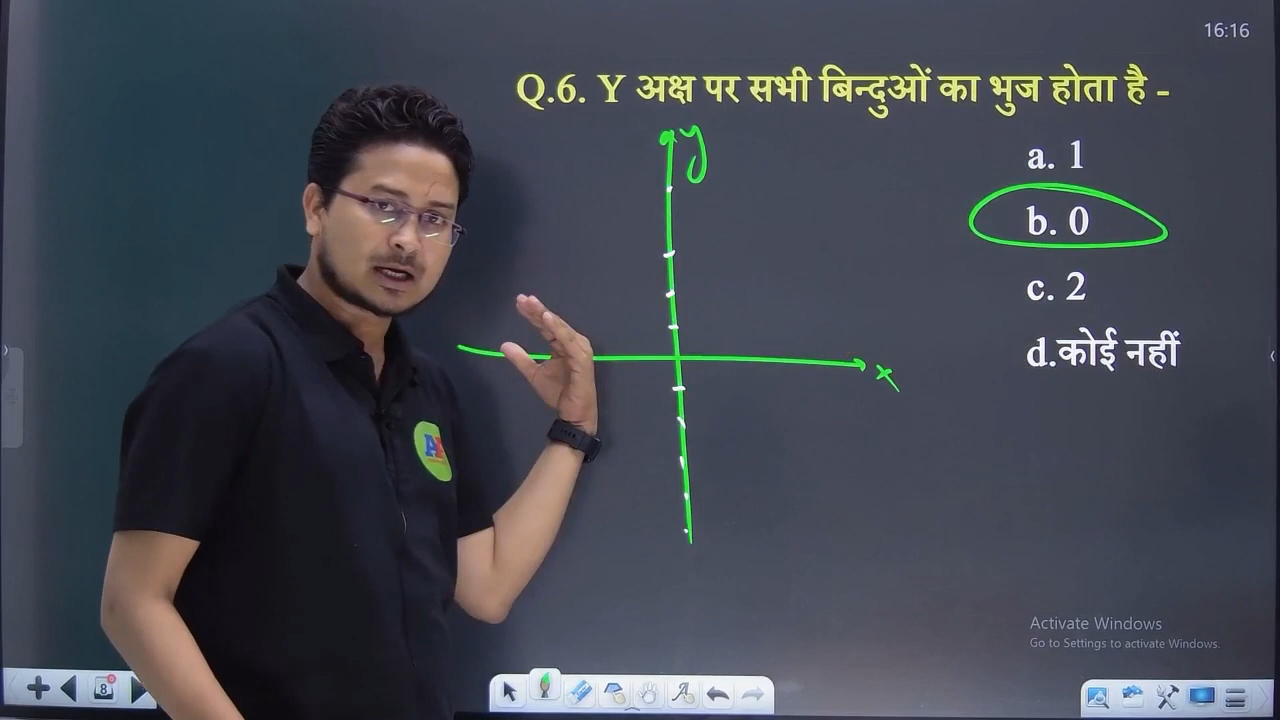 16:16
Q.6. Y अक्ष पर सभी बिन्दुओं का भुज होता है -
y
a. 1
b. 0
c. 2
x
d.कोई नहीं
Activate Windows
Go to Settings to activate Windows.
8